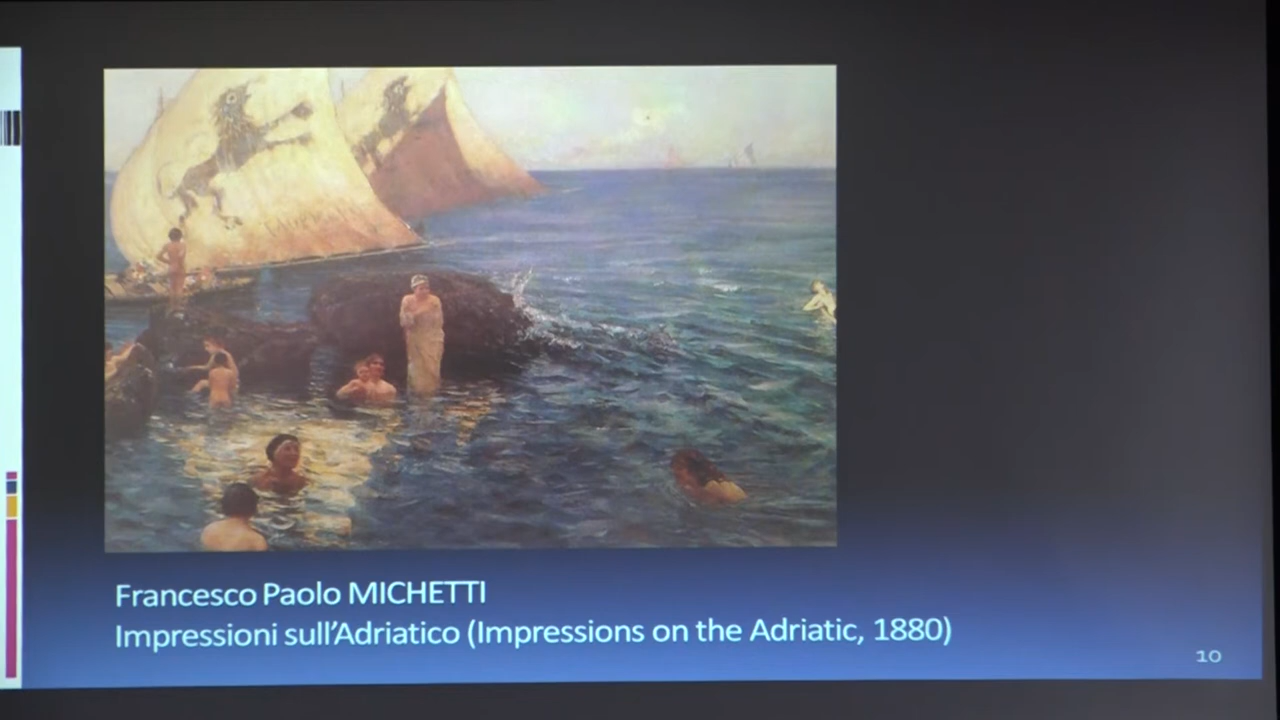 Francesco Paolo MICHETTI
Impressioni sull'Adriatico (Impressions on the Adriatic, 1880)
10